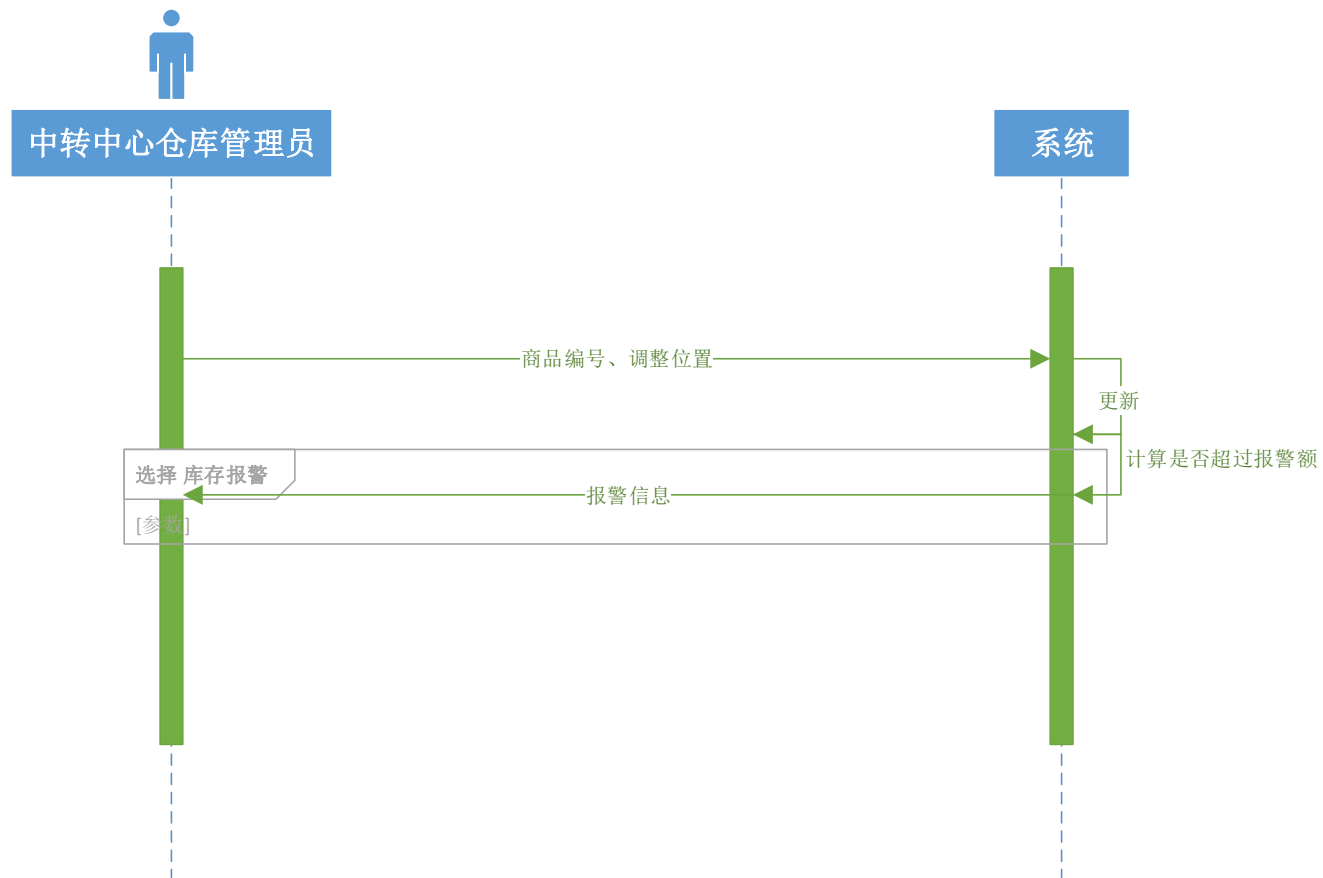 中转中心仓库管理员
系统
商品编号、调整位置
更新
计算是否超过报警额
选择 库存报警
报警信息
[参数]